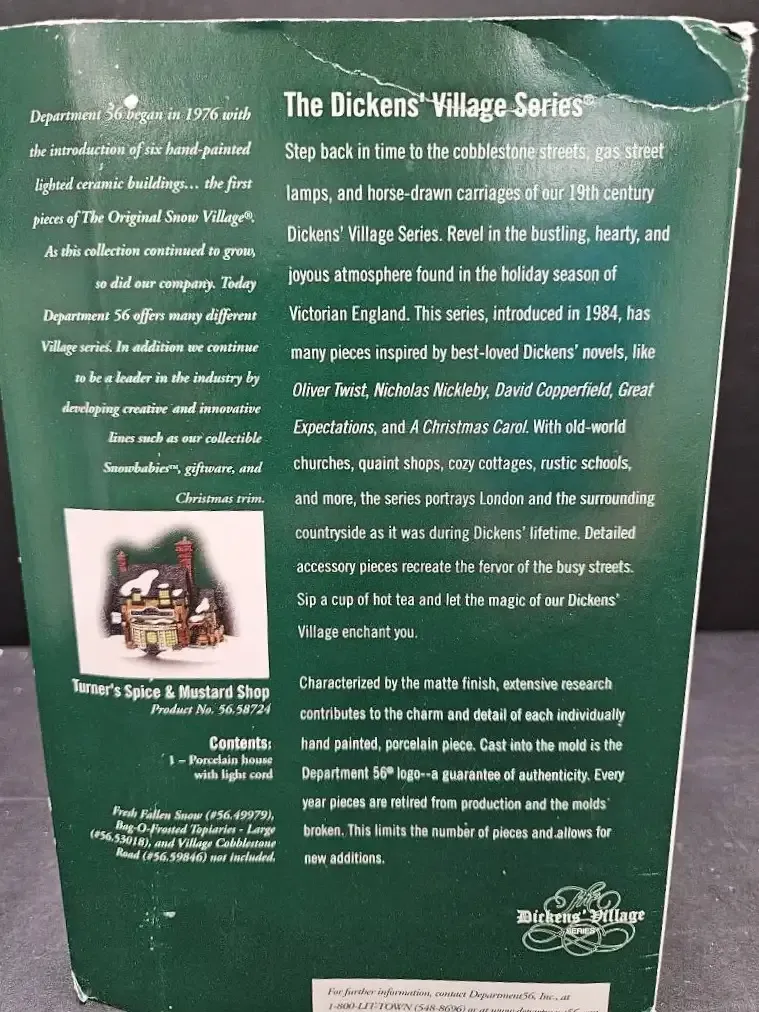 Department 56 began in 1976 with
the introduction of six hand-painted
lighted ceramic buildings... the first
pieces of The Original Snow Village®.
As this collection continued to grow,
so did our company. Today
Department 56 offers many different
Village series. In addition we continue
to be a leader in the industry by
developing creative and innovative
lines such as our collectible
Snowbabies™, giftware, and
Christmas trim.
Turner's Spice & Mustard Shop
Product No. 56.58724
Contents:
1 – Porcelain house
with light cord
Fresh Fallen Snow (#56.49979),
Bag-O-Frosted Topiaries - Large
(#56.53018), and Village Cobblestone
Road (#56.59846) not included.
The Dickens' Village Series®
Step back in time to the cobblestone streets, gas street
lamps, and horse-drawn carriages of our 19th century
Dickens' Village Series. Revel in the bustling, hearty, and
joyous atmosphere found in the holiday season of
Victorian England. This series, introduced in 1984, has
many pieces inspired by best-loved Dickens' novels, like
Oliver Twist, Nicholas Nickleby, David Copperfield, Great
Expectations, and A Christmas Carol. With old-world
churches, quaint shops, cozy cottages, rustic schools,
and more, the series portrays London and the surrounding
countryside as it was during Dickens' lifetime. Detailed
accessory pieces recreate the fervor of the busy streets.
Sip a cup of hot tea and let the magic of our Dickens'
Village enchant you.
Characterized by the matte finish, extensive research
contributes to the charm and detail of each individually
hand painted, porcelain piece. Cast into the mold is the
Department 56® logo--a guarantee of authenticity. Every
year pieces are retired from production and the molds
broken. This limits the number of pieces and allows for
new additions.
The
Dickens' Village
SERIES
For further information, contact Department 56, Inc., at
1-800-LIT-TOWN (548-8696) or at